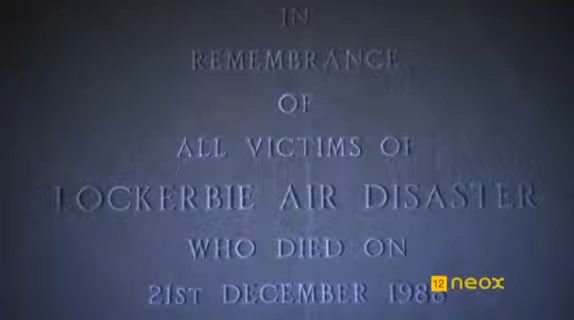 IN
REMEMBRANCE
OF
ALL VICTIMS OF
LOCKERBIE AIR DISASTER
WHO DIED ON
21ST DECEMBER 1988
12 neox